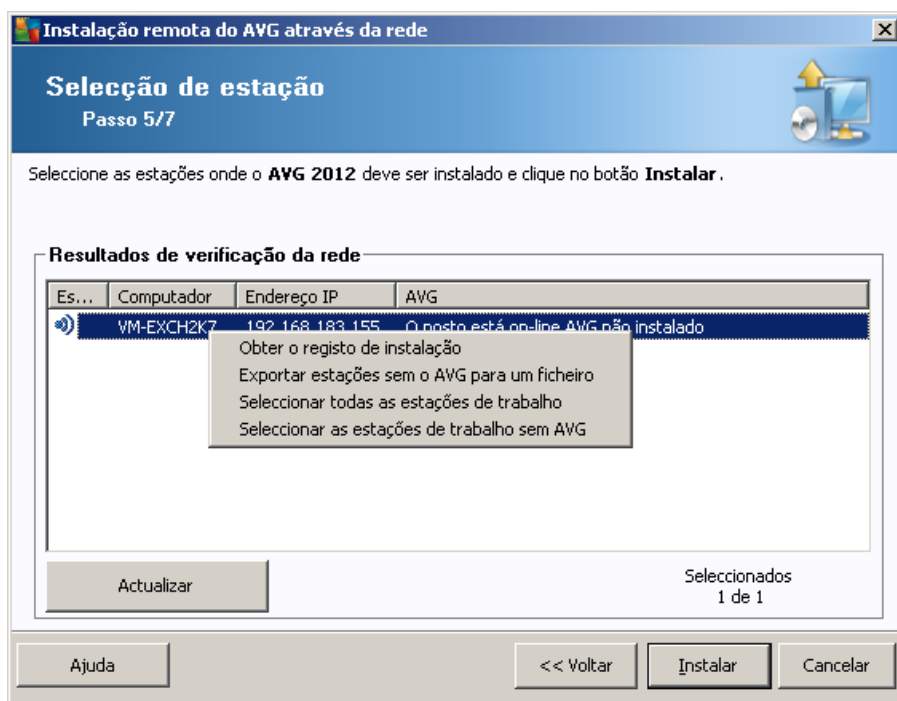 Instalação remota do AVG através da rede
Selecção de estação
Passo 5/7
Seleccione as estações onde o AVG 2012 deve ser instalado e clique no botão Instalar.
Resultados de verificação da rede
Es... Computador Endereço IP AVG
VM-EXCH2K7 192.168.183.155 O posto está on-line AVG não instalado
Obter o registo de instalação
Exportar estações sem o AVG para um ficheiro
Seleccionar todas as estações de trabalho
Seleccionar as estações de trabalho sem AVG
Actualizar
Seleccionados
1 de 1
Ajuda << Voltar Instalar Cancelar